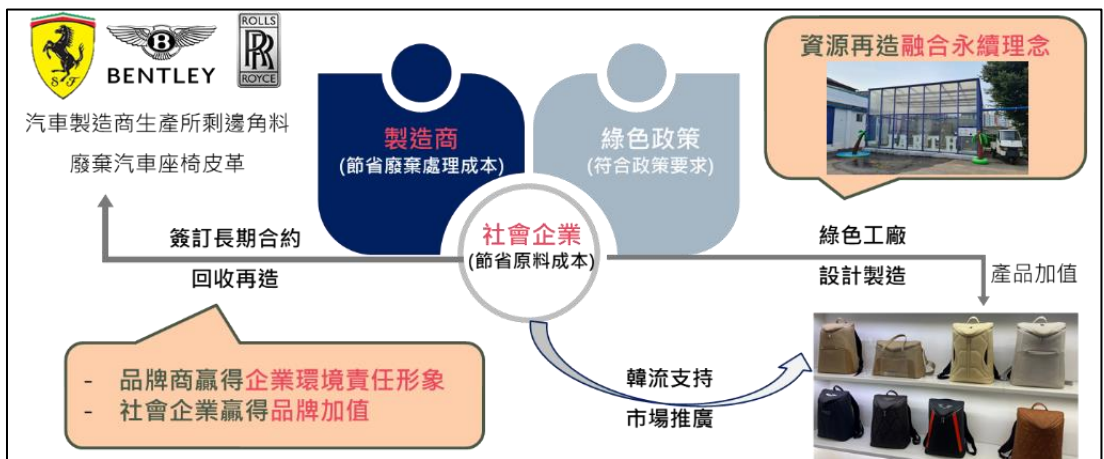 S F
B
BENTLEY
ROLLS
RR
ROYCE
汽車製造商生產所剩邊角料
廢棄汽車座椅皮革
製造商
(節省廢棄處理成本)
綠色政策
(符合政策要求)
資源再造融合永續理念
社會企業
(節省原料成本)
簽訂長期合約
回收再造
綠色工廠
設計製造
產品加值
- 品牌商贏得企業環境責任形象
- 社會企業贏得品牌加值
韓流支持
市場推廣